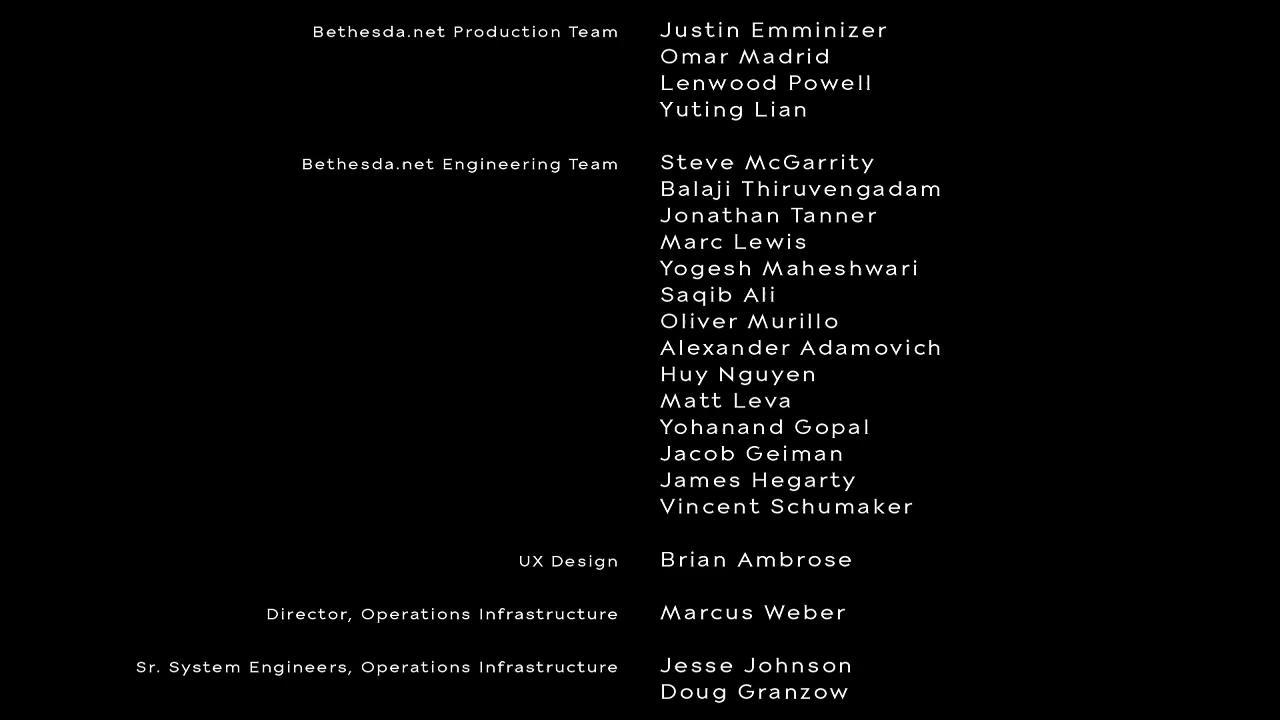 Bethesda.net Production Team Justin Emminizer
Omar Madrid
Lenwood Powell
Yuting Lian
Bethesda.net Engineering Team Steve McGarrity
Balaji Thiruvengadam
Jonathan Tanner
Marc Lewis
Yogesh Maheshwari
Saqib Ali
Oliver Murillo
Alexander Adamovich
Huy Nguyen
Matt Leva
Yohanand Gopal
Jacob Geiman
James Hegarty
Vincent Schumaker
UX Design Brian Ambrose
Director, Operations Infrastructure Marcus Weber
Sr. System Engineers, Operations Infrastructure Jesse Johnson
Doug Granzow